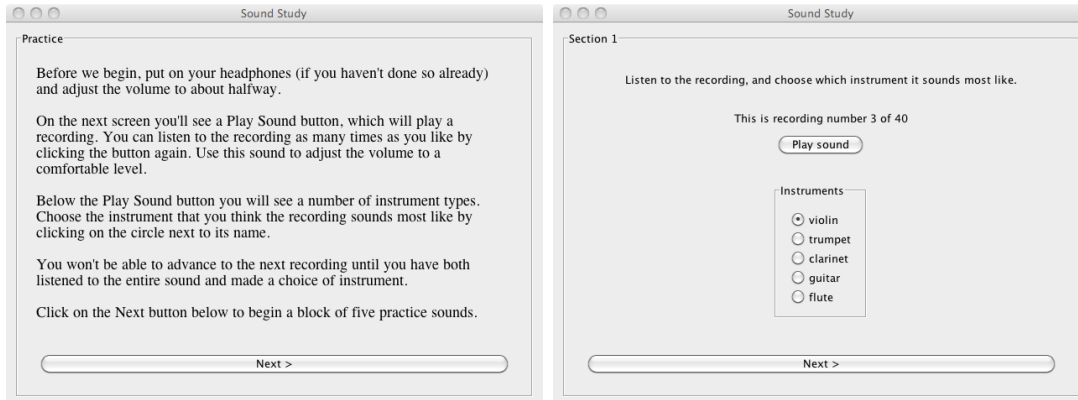 Sound Study
Practice
Before we begin, put on your headphones (if you haven't done so already)
and adjust the volume to about halfway.
On the next screen you'll see a Play Sound button, which will play a
recording. You can listen to the recording as many times as you like by
clicking the button again. Use this sound to adjust the volume to a
comfortable level.
Below the Play Sound button you will see a number of instrument types.
Choose the instrument that you think the recording sounds most like by
clicking on the circle next to its name.
You won't be able to advance to the next recording until you have both
listened to the entire sound and made a choice of instrument.
Click on the Next button below to begin a block of five practice sounds.
Next >
Sound Study
Section 1
Listen to the recording, and choose which instrument it sounds most like.
This is recording number 3 of 40
Play sound
Instruments
violin
trumpet
clarinet
guitar
flute
Next >